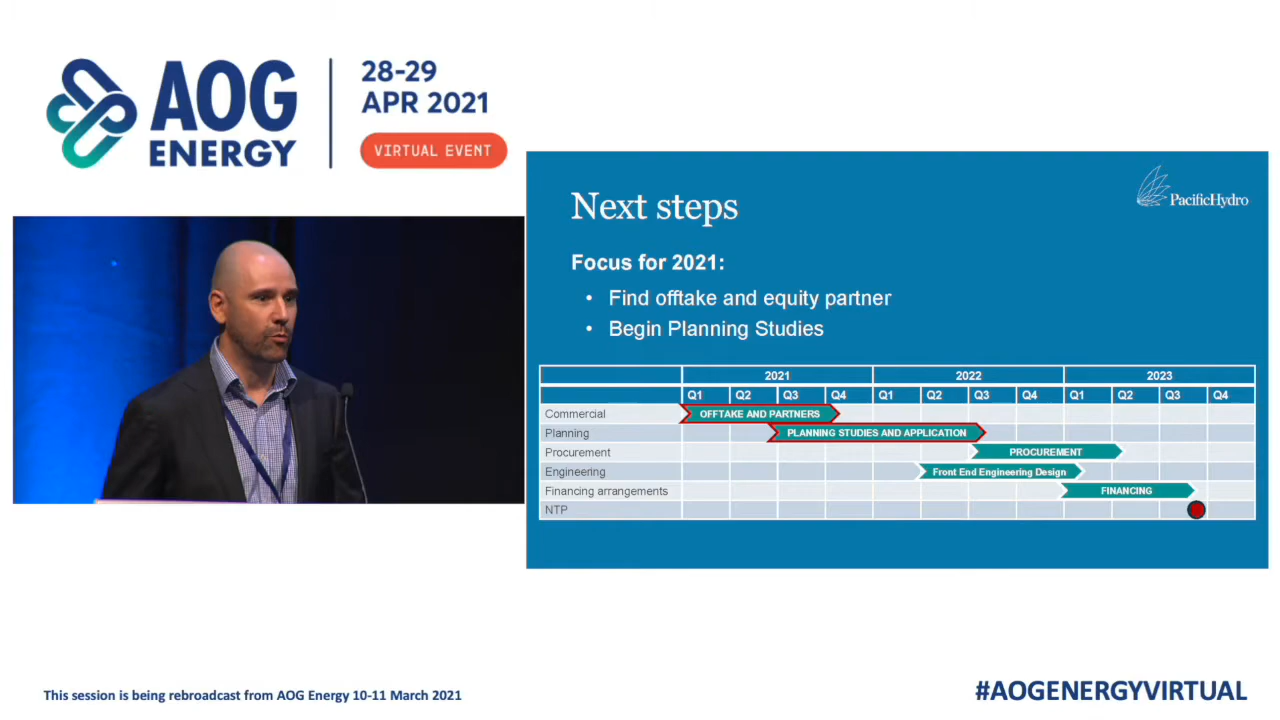 AOG
ENERGY
28-29
APR 2021
VIRTUAL EVENT
PacificHydro
Next steps
Focus for 2021:
• Find offtake and equity partner
• Begin Planning Studies
2021 2022 2023
Q1 Q2 Q3 Q4 Q1 Q2 Q3 Q4 Q1 Q2 Q3 Q4
Commercial OFFTAKE AND PARTNERS
Planning PLANNING STUDIES AND APPLICATION
Procurement PROCUREMENT
Engineering Front End Engineering Design
Financing arrangements FINANCING
NTP
This session is being rebroadcast from AOG Energy 10-11 March 2021
#AOGENERGYVIRTUAL